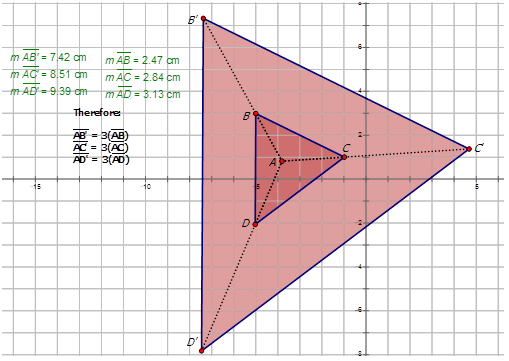 m AB' = 7.42 cm
m AC' = 8.51 cm
m AD' = 9.39 cm
m AB = 2.47 cm
m AC = 2.84 cm
m AD = 3.13 cm
Therefore:
AB' = 3(AB)
AC' = 3(AC)
AD' = 3(AD)
B'
B
A
C
C'
D
D'
8
6
4
2
-15
-10
-5
5
-2
-4
-6
-8